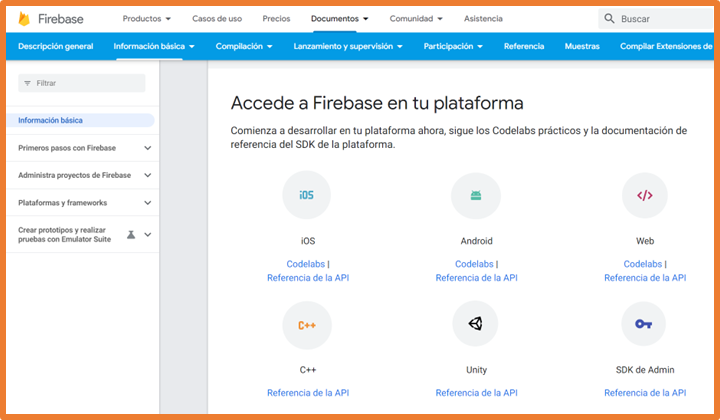 Firebase
Productos
Casos de uso
Precios
Documentos
Comunidad
Asistencia
Buscar
Descripción general
Información básica
Compilación
Lanzamiento y supervisión
Participación
Referencia
Muestras
Compilar Extensiones de
Filtrar
Información básica
Primeros pasos con Firebase
Administra proyectos de Firebase
Plataformas y frameworks
Crear prototipos y realizar
pruebas con Emulator Suite
Accede a Firebase en tu plataforma
Comienza a desarrollar en tu plataforma ahora, sigue los Codelabs prácticos y la documentación de
referencia del SDK de la plataforma.
iOS
iOS
Codelabs |
Referencia de la API
Android
Codelabs |
Referencia de la API
</>
Web
Codelabs |
Referencia de la API
C++
C++
Referencia de la API
Unity
Referencia de la API
SDK de Admin
Referencia de la API